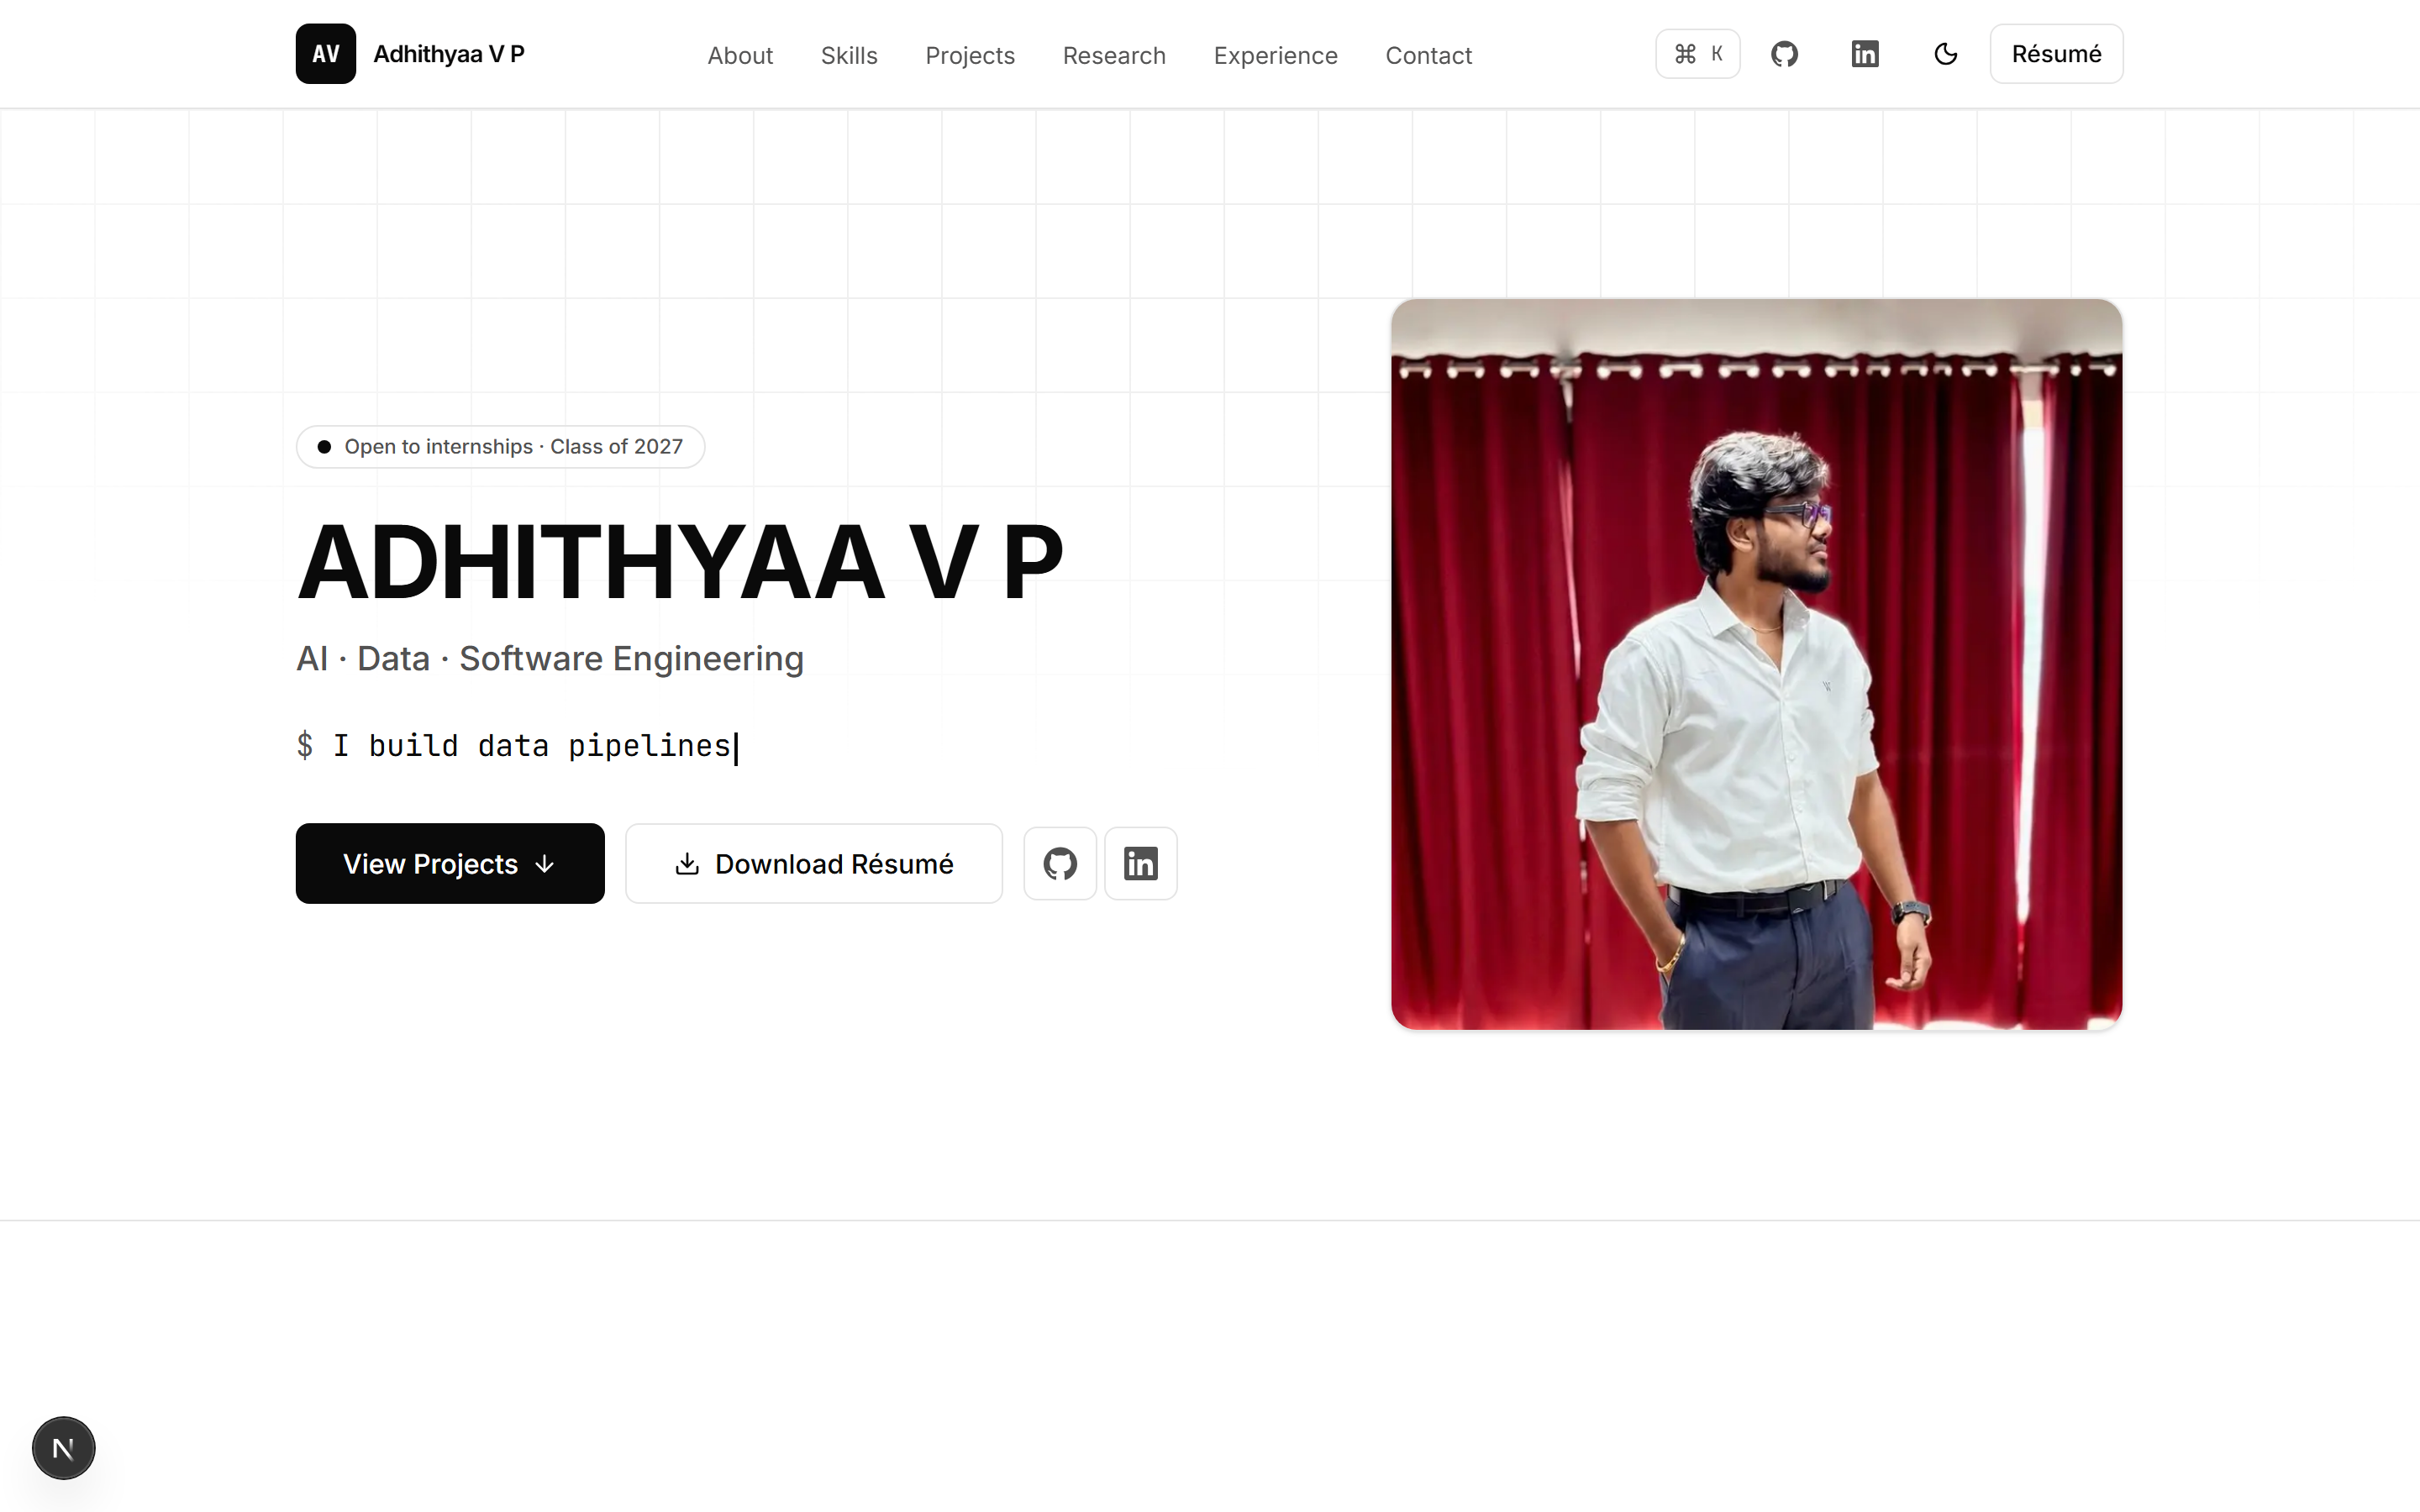 AV Adhithyaa V P About Skills Projects Research Experience Contact ⌘ K Résumé
Open to internships · Class of 2027
ADHITHYAA V P
AI · Data · Software Engineering
$ I build data pipelines
View Projects ↓ Download Résumé
N